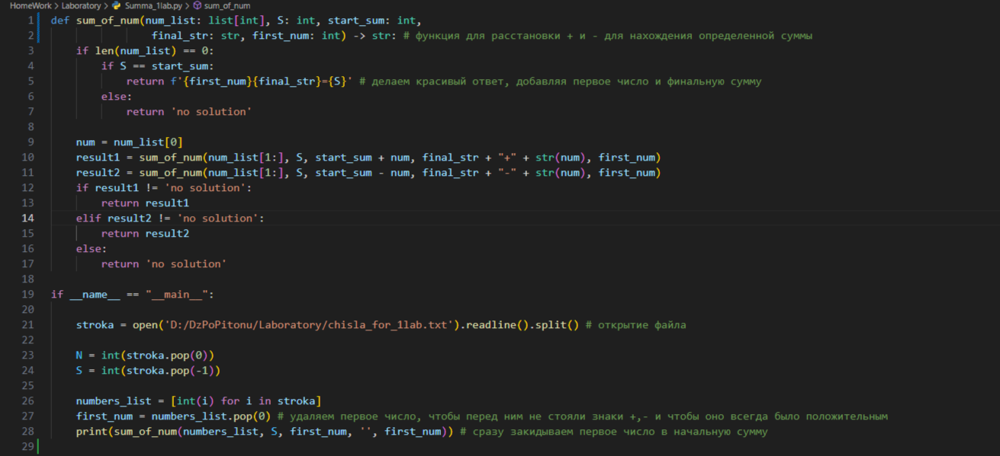 HomeWork > Laboratory > Summa_1lab.py > sum_of_num
1 def sum_of_num(num_list: list[int], S: int, start_sum: int,
2                 final_str: str, first_num: int) -> str: # функция для расстановки + и - для нахождения определенной суммы
3     if len(num_list) == 0:
4         if S == start_sum:
5             return f'{first_num}{final_str}={S}' # делаем красивый ответ, добавляя первое число и финальную сумму
6         else:
7             return 'no solution'
8
9     num = num_list[0]
10     result1 = sum_of_num(num_list[1:], S, start_sum + num, final_str + "+" + str(num), first_num)
11     result2 = sum_of_num(num_list[1:], S, start_sum - num, final_str + "-" + str(num), first_num)
12     if result1 != 'no solution':
13         return result1
14     elif result2 != 'no solution':
15         return result2
16     else:
17         return 'no solution'
18
19 if __name__ == "__main__":
20
21     stroka = open('D:/DzPoPitonu/Laboratory/chisla_for_1lab.txt').readline().split() # открытие файла
22
23     N = int(stroka.pop(0))
24     S = int(stroka.pop(-1))
25
26     numbers_list = [int(i) for i in stroka]
27     first_num = numbers_list.pop(0) # удаляем первое число, чтобы перед ним не стояли знаки +,- и чтобы оно всегда было положительным
28     print(sum_of_num(numbers_list, S, first_num, '', first_num)) # сразу закидываем первое число в начальную сумму
29